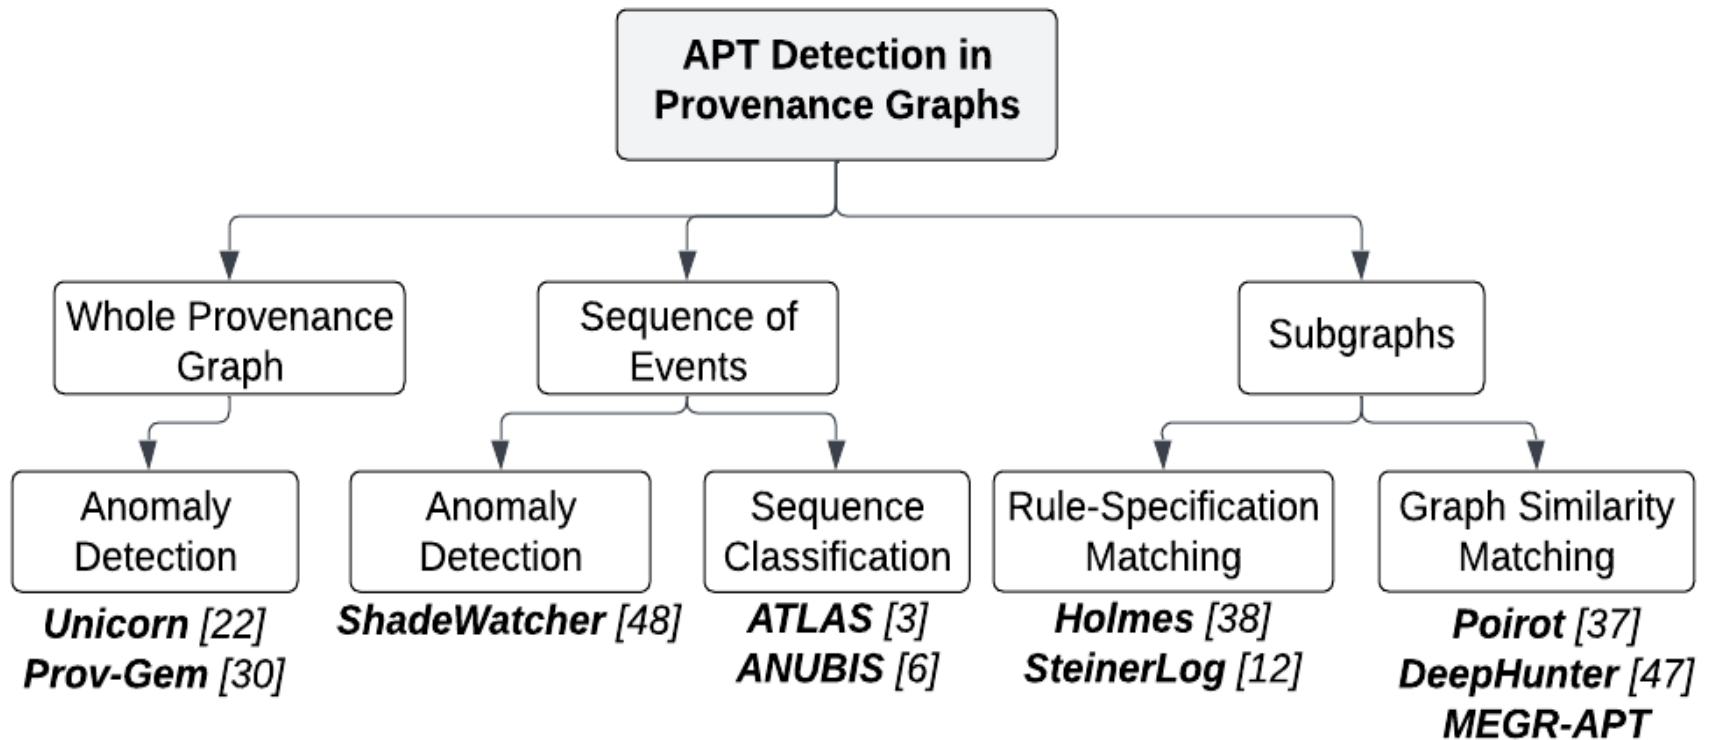 APT Detection in
Provenance Graphs
Whole Provenance
Graph
Sequence of
Events
Subgraphs
Anomaly
Detection
Anomaly
Detection
Sequence
Classification
Rule-Specification
Matching
Graph Similarity
Matching
Unicorn [22]
Prov-Gem [30]
ShadeWatcher [48]
ATLAS [3]
ANUBIS [6]
Holmes [38]
SteinerLog [12]
Poirot [37]
DeepHunter [47]
MEGR-APT